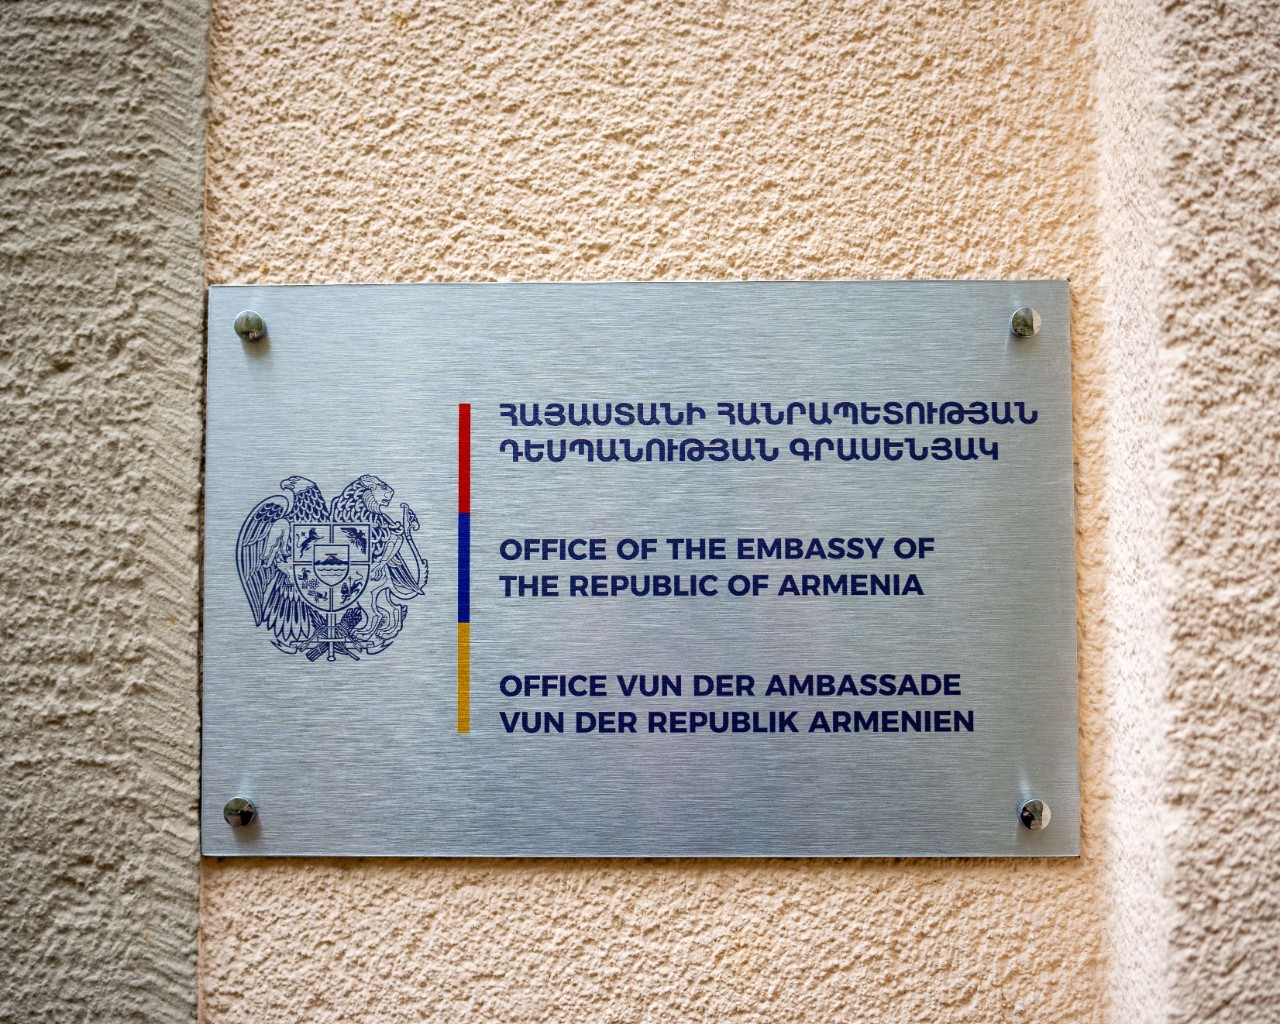 ՀԱՅԱՍՏԱՆԻ ՀԱՆՐԱՊԵՏՈՒԹՅԱՆ
ԴԵՍՊԱՆՈՒԹՅԱՆ ԳՐԱՍԵՆՅԱԿ
OFFICE OF THE EMBASSY OF
THE REPUBLIC OF ARMENIA
OFFICE VUN DER AMBASSADE
VUN DER REPUBLIK ARMENIEN